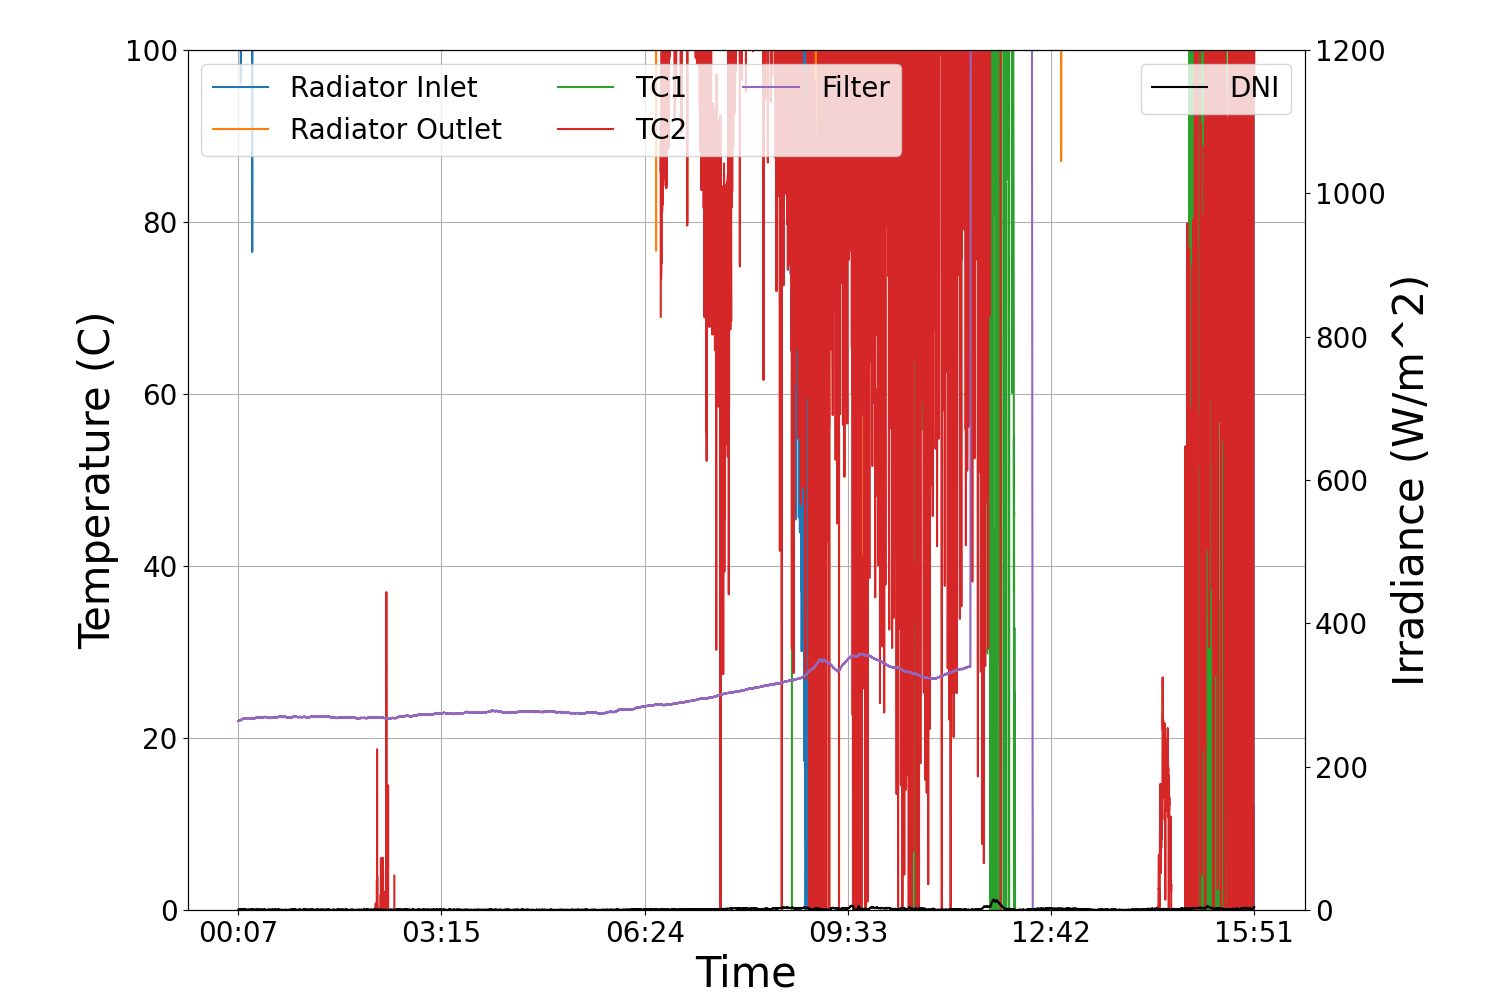 100
80
60
40
20
0
Temperature (C)
Radiator Inlet
Radiator Outlet
TC1
TC2
Filter
DNI
1200
1000
800
600
400
200
0
Irradiance (W/m^2)
00:07 03:15 06:24 09:33 12:42 15:51
Time